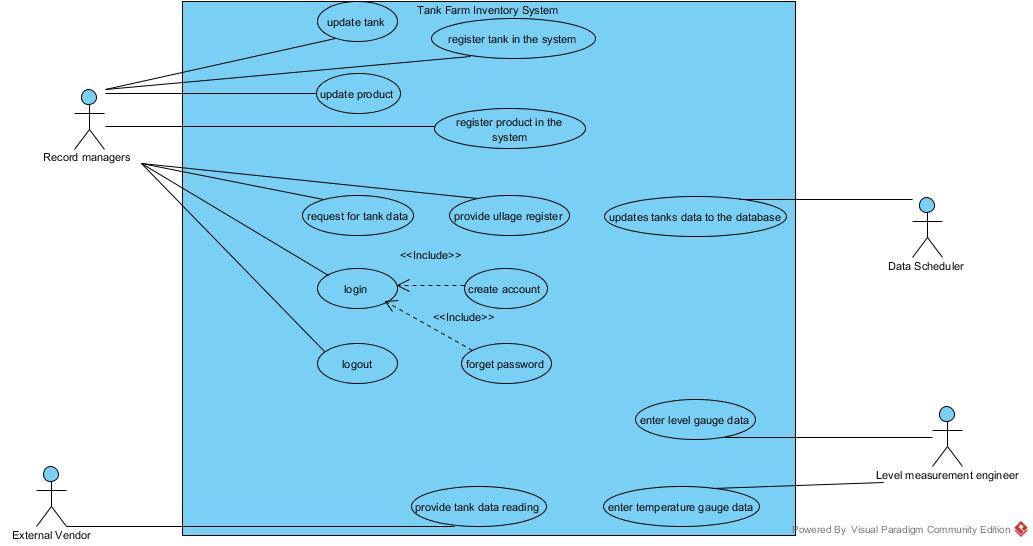 Tank Farm Inventory System
update tank
register tank in the system
update product
register product in the
system
Record managers
request for tank data
provide ullage register
updates tanks data to the database
Data Scheduler
<<Include>>
login
create account
<<Include>>
logout
forget password
enter level gauge data
Level measurement engineer
provide tank data reading
enter temperature gauge data
External Vendor
Powered By Visual Paradigm Community Edition